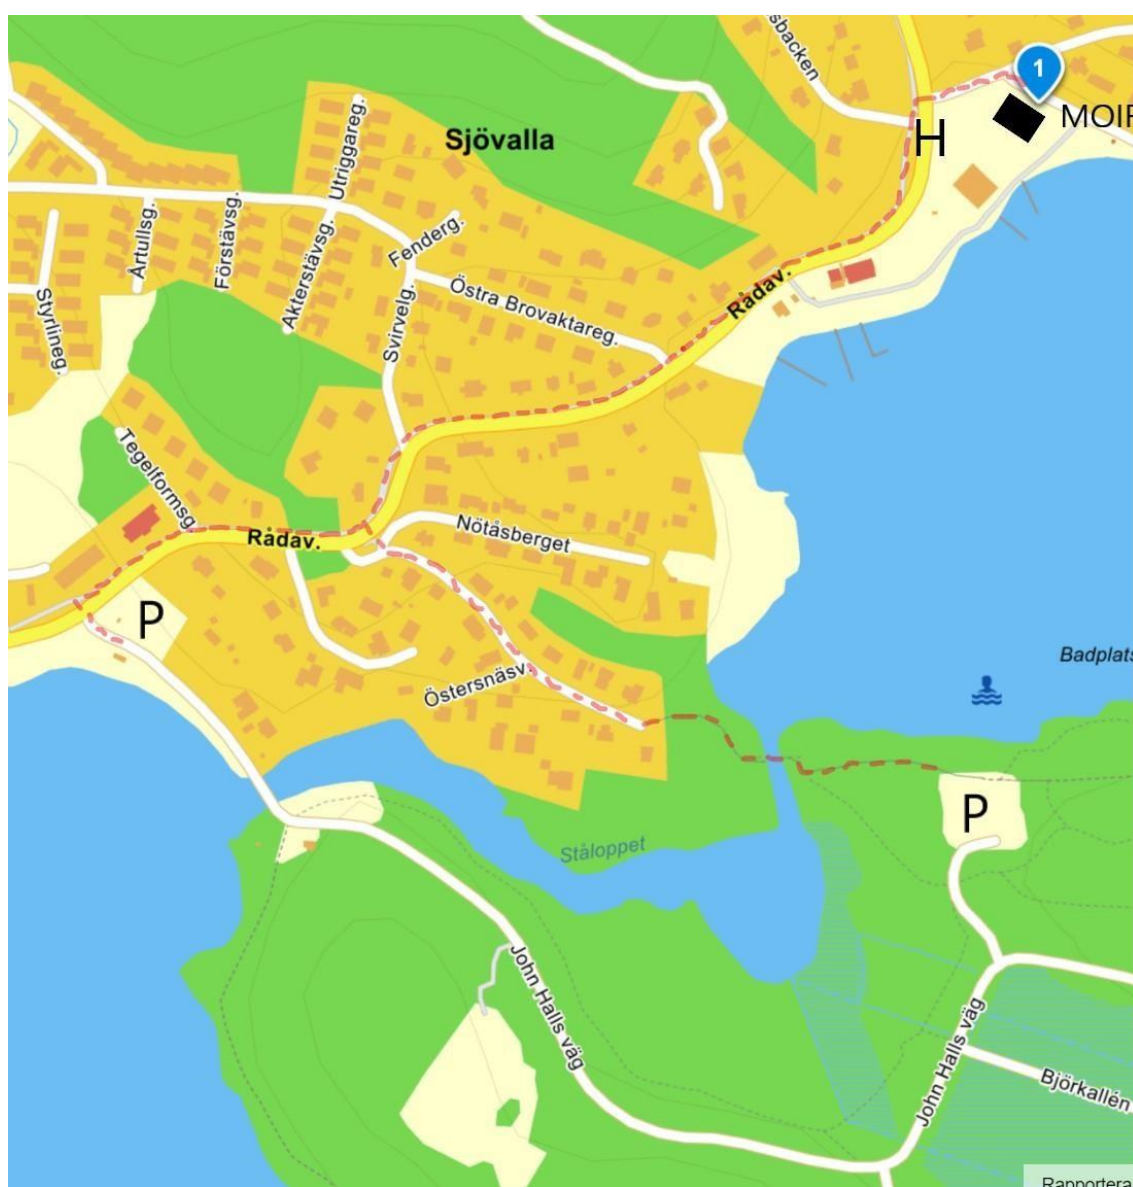 sbacken
1
MOIF
H
Sjövalla
Utriggareg.
Fenderg.
Årtullsg.
Förstävsg.
Akterstävsg.
Östra Brovaktareg.
Rådav.
Styrlineg.
Svirvelg.
Tegelformsg.
Rådav.
Nötåsberget
P
Östersnäsv.
Badplats
P
Ståloppet
John Halls väg
John Halls väg
Björkallén
Rapportera